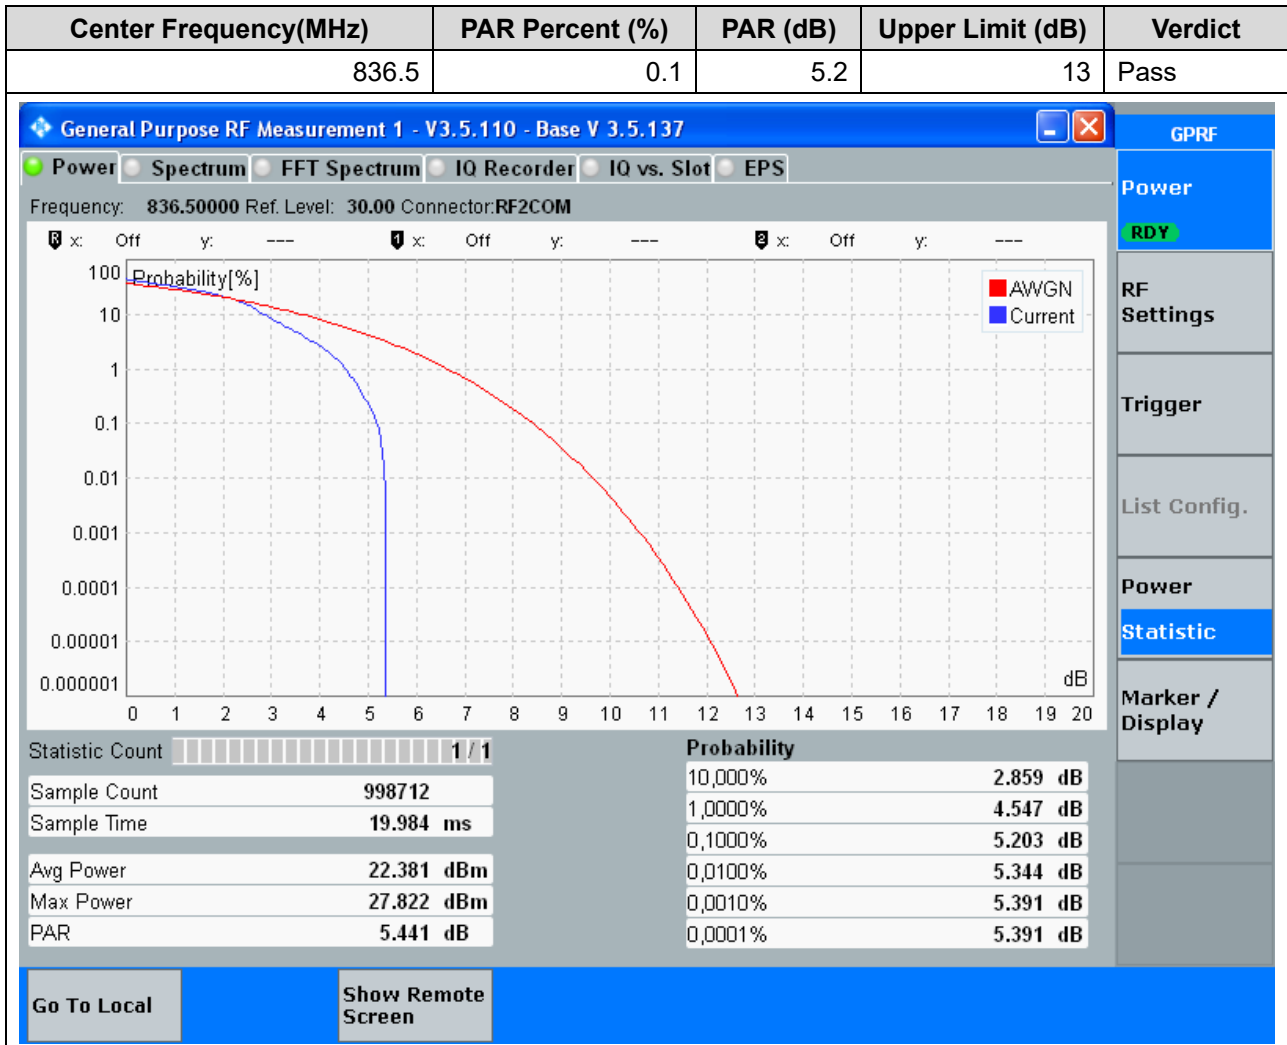 Center Frequency(MHz) PAR Percent (%) PAR (dB) Upper Limit (dB) Verdict
836.5 0.1 5.2 13 Pass
General Purpose RF Measurement 1 - V3.5.110 - Base V 3.5.137
GPRF
Power Spectrum FFT Spectrum IQ Recorder IQ vs. Slot EPS
Frequency: 836.50000 Ref. Level: 30.00 Connector:RF2COM
R x: Off y: --- 1 x: Off y: --- 2 x: Off y: ---
Probability[%]
AWGN
Current
100
10
1
0.1
0.01
0.001
0.0001
0.00001
0.000001
dB
0 1 2 3 4 5 6 7 8 9 10 11 12 13 14 15 16 17 18 19 20
Statistic Count 1 / 1
Sample Count 998712
Sample Time 19.984 ms
Avg Power 22.381 dBm
Max Power 27.822 dBm
PAR 5.441 dB
Probability
10,000% 2.859 dB
1,0000% 4.547 dB
0,1000% 5.203 dB
0,0100% 5.344 dB
0,0010% 5.391 dB
0,0001% 5.391 dB
Power
RDY
RF
Settings
Trigger
List Config.
Power
Statistic
Marker /
Display
Go To Local
Show Remote
Screen